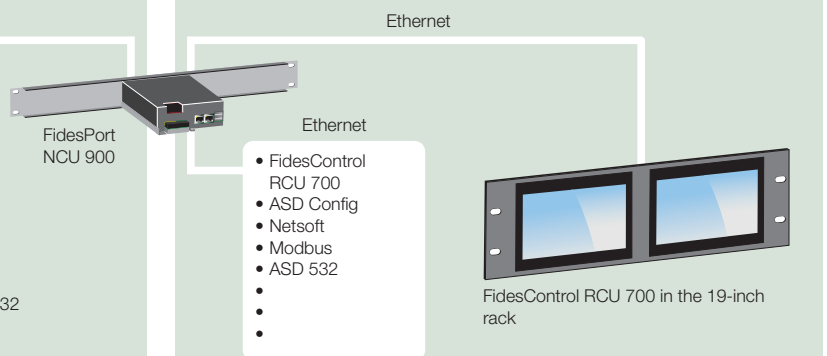 Ethernet
FidesPort
NCU 900
Ethernet
• FidesControl
RCU 700
• ASD Config
• Netsoft
• Modbus
• ASD 532
•
•
•
32
FidesControl RCU 700 in the 19-inch
rack